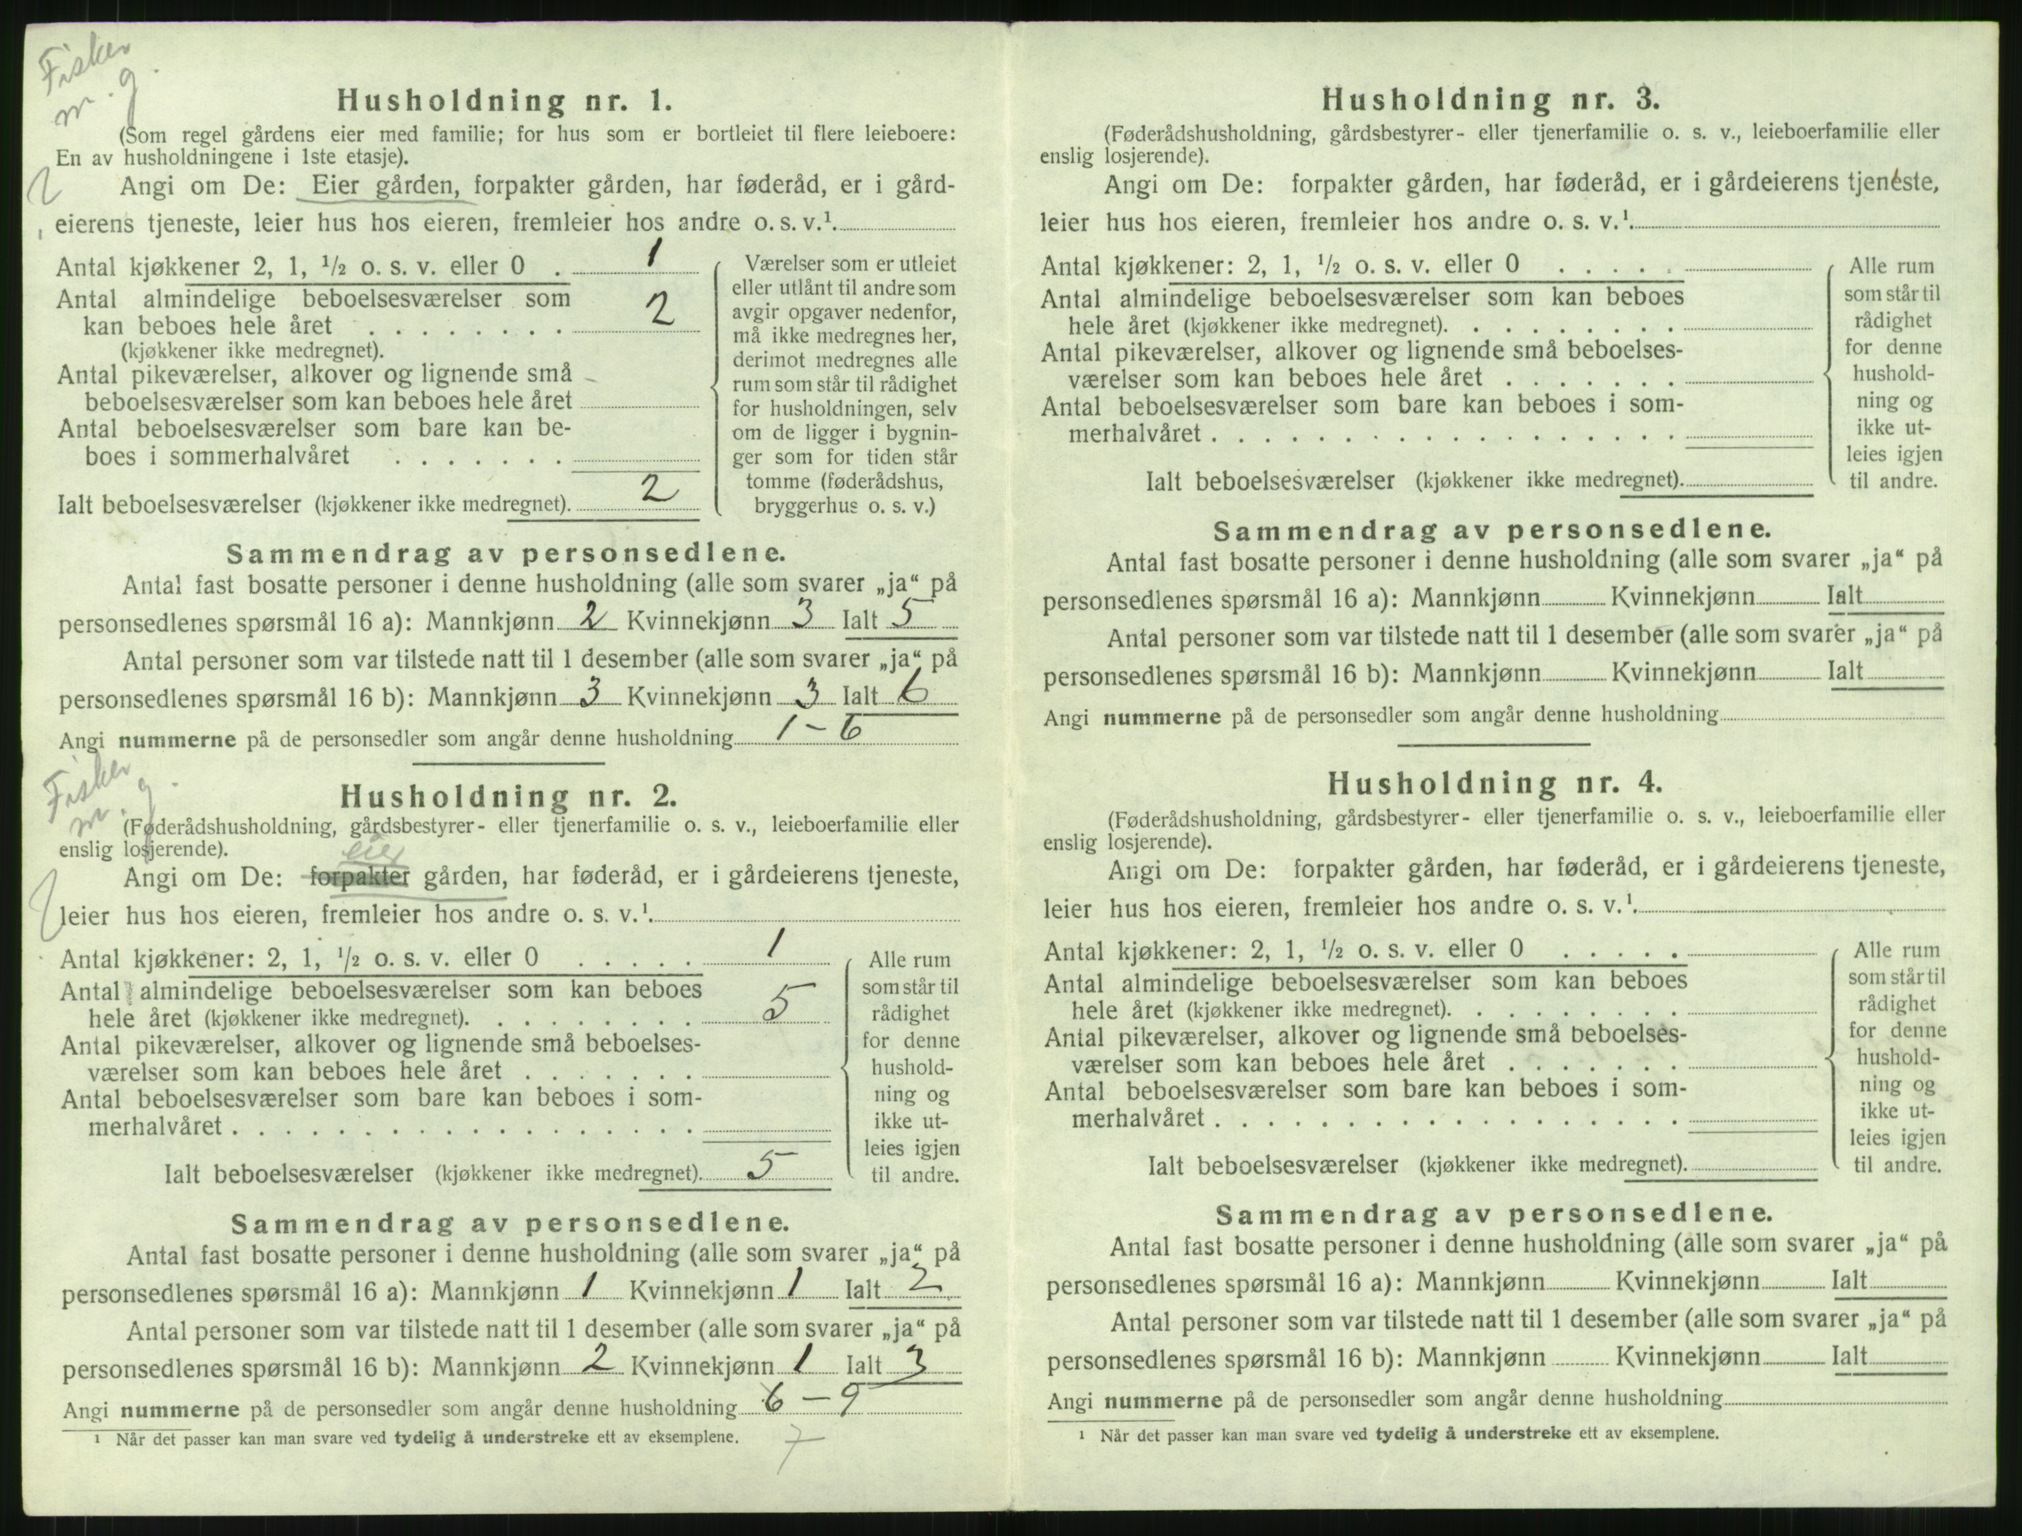 Fisker
m. g.
Husholdning nr. 1.
(Som regel gårdens eier med familie; for hus som er bortleiet til flere leieboere:
En av husholdningene i 1ste etasje).
Angi om De: Eier gården, forpakter gården, har føderåd, er i gård-
eierens tjeneste, leier hus hos eieren, fremleier hos andre o. s. v.¹.
Antal kjøkkener 2, 1, ½ o. s. v. eller 0 . 1
Antal almindelige beboelsesværelser som
kan beboes hele året . . . . . . . . 2
(kjøkkener ikke medregnet).
Antal pikeværelser, alkover og lignende små
beboelsesværelser som kan beboes hele året
Antal beboelsesværelser som bare kan be-
boes i sommerhalvåret . . . . . . .
Ialt beboelsesværelser (kjøkkener ikke medregnet). 2
Værelser som er utleiet
eller utlånt til andre som
avgir opgaver nedenfor,
må ikke medregnes her,
derimot medregnes alle
rum som står til rådighet
for husholdningen, selv
om de ligger i bygnin-
ger som for tiden står
tomme (føderådshus,
bryggerhus o. s. v.)
Sammendrag av personsedlene.
Antal fast bosatte personer i denne husholdning (alle som svarer „ja“ på
personsedlenes spørsmål 16 a): Mannkjønn 2 Kvinnekjønn 3 Ialt 5
Antal personer som var tilstede natt til 1 desember (alle som svarer „ja“ på
personsedlenes spørsmål 16 b): Mannkjønn 3 Kvinnekjønn 3 Ialt 6
Angi nummerne på de personsedler som angår denne husholdning 1 – 6
Fisker
m. g.
Husholdning nr. 2.
(Føderådshusholdning, gårdsbestyrer- eller tjenerfamilie o. s. v., leieboerfamilie eller
enslig losjerende).
eier
Angi om De: forpakter gården, har føderåd, er i gårdeierens tjeneste,
leier hus hos eieren, fremleier hos andre o. s. v.¹.
Antal kjøkkener: 2, 1, ½ o. s. v. eller 0 . . . . . 1
Antal almindelige beboelsesværelser som kan beboes
hele året (kjøkkener ikke medregnet). . . . . . . . . 5
Antal pikeværelser, alkover og lignende små beboelses-
værelser som kan beboes hele året . . . . . . .
Antal beboelsesværelser som bare kan beboes i som-
merhalvåret . . . . . . . . . . . . . . . . . .
Ialt beboelsesværelser (kjøkkener ikke medregnet). 5
Alle rum
som står til
rådighet
for denne
hushold-
ning og
ikke ut-
leies igjen
til andre.
Sammendrag av personsedlene.
Antal fast bosatte personer i denne husholdning (alle som svarer „ja“ på
personsedlenes spørsmål 16 a): Mannkjønn 1 Kvinnekjønn 1 Ialt 2
Antal personer som var tilstede natt til 1 desember (alle som svarer „ja“ på
personsedlenes spørsmål 16 b): Mannkjønn 2 Kvinnekjønn 1 Ialt 3
Angi nummerne på de personsedler som angår denne husholdning 6 – 9
¹ Når det passer kan man svare ved tydelig å understreke ett av eksemplene.
7
Husholdning nr. 3.
(Føderådshusholdning, gårdsbestyrer- eller tjenerfamilie o. s. v., leieboerfamilie eller
enslig losjerende).
Angi om De: forpakter gården, har føderåd, er i gårdeierens tjeneste,
leier hus hos eieren, fremleier hos andre o. s. v.¹.
Antal kjøkkener: 2, 1, ½ o. s. v. eller 0 . . . . .
Antal almindelige beboelsesværelser som kan beboes
hele året (kjøkkener ikke medregnet). . . . . . . . .
Antal pikeværelser, alkover og lignende små beboelses-
værelser som kan beboes hele året . . . . . . .
Antal beboelsesværelser som bare kan beboes i som-
merhalvåret . . . . . . . . . . . . . . . . . .
Ialt beboelsesværelser (kjøkkener ikke medregnet).
Alle rum
som står til
rådighet
for denne
hushold-
ning og
ikke ut-
leies igjen
til andre.
Sammendrag av personsedlene.
Antal fast bosatte personer i denne husholdning (alle som svarer „ja“ på
personsedlenes spørsmål 16 a): Mannkjønn Kvinnekjønn Ialt
Antal personer som var tilstede natt til 1 desember (alle som svarer „ja“ på
personsedlenes spørsmål 16 b): Mannkjønn Kvinnekjønn Ialt
Angi nummerne på de personsedler som angår denne husholdning
Husholdning nr. 4.
(Føderådshusholdning, gårdsbestyrer- eller tjenerfamilie o. s. v., leieboerfamilie eller
enslig losjerende).
Angi om De: forpakter gården, har føderåd, er i gårdeierens tjeneste,
leier hus hos eieren, fremleier hos andre o. s. v.¹.
Antal kjøkkener: 2, 1, ½ o. s. v. eller 0 . . . . .
Antal almindelige beboelsesværelser som kan beboes
hele året (kjøkkener ikke medregnet). . . . . . . . .
Antal pikeværelser, alkover og lignende små beboelses-
værelser som kan beboes hele året . . . . . . .
Antal beboelsesværelser som bare kan beboes i som-
merhalvåret . . . . . . . . . . . . . . . . . .
Ialt beboelsesværelser (kjøkkener ikke medregnet).
Alle rum
som står til
rådighet
for denne
hushold-
ning og
ikke ut-
leies igjen
til andre.
Sammendrag av personsedlene.
Antal fast bosatte personer i denne husholdning (alle som svarer „ja“ på
personsedlenes spørsmål 16 a): Mannkjønn Kvinnekjønn Ialt
Antal personer som var tilstede natt til 1 desember (alle som svarer „ja“ på
personsedlenes spørsmål 16 b): Mannkjønn Kvinnekjønn Ialt
Angi nummerne på de personsedler som angår denne husholdning
¹ Når det passer kan man svare ved tydelig å understreke ett av eksemplene.